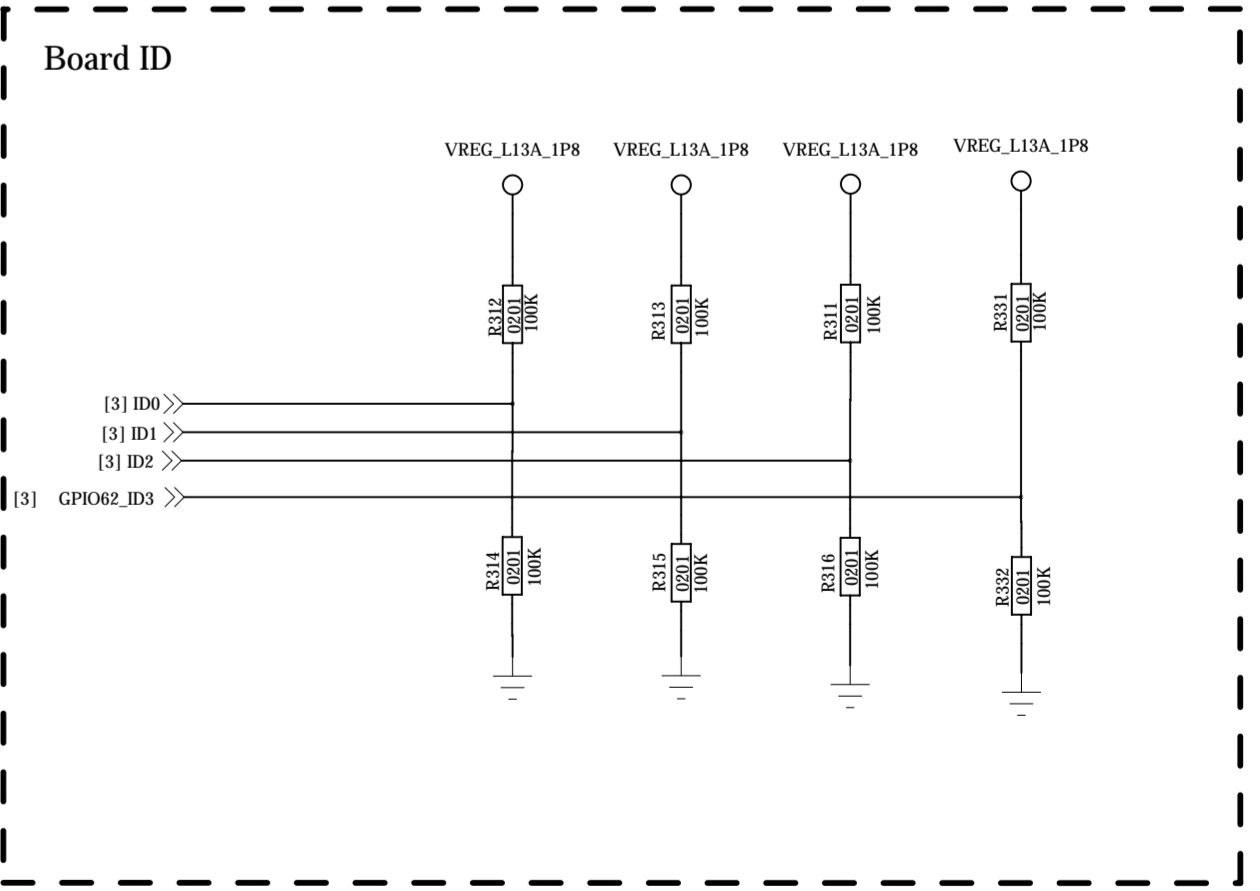 Board ID
VREG_L13A_1P8 VREG_L13A_1P8 VREG_L13A_1P8 VREG_L13A_1P8
R312 0201 100K R313 0201 100K R311 0201 100K R331 0201 100K
[3] ID0
[3] ID1
[3] ID2
[3] GPIO62_ID3
R314 0201 100K R315 0201 100K R316 0201 100K R332 0201 100K